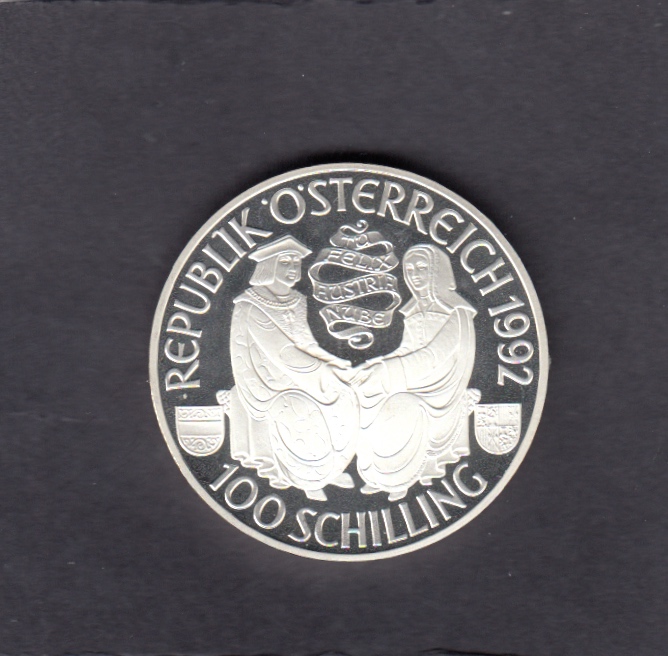 REPUBLIK ÖSTERREICH 1992
TU
FELIX
AUSTRIA
NUBE
100 SCHILLING